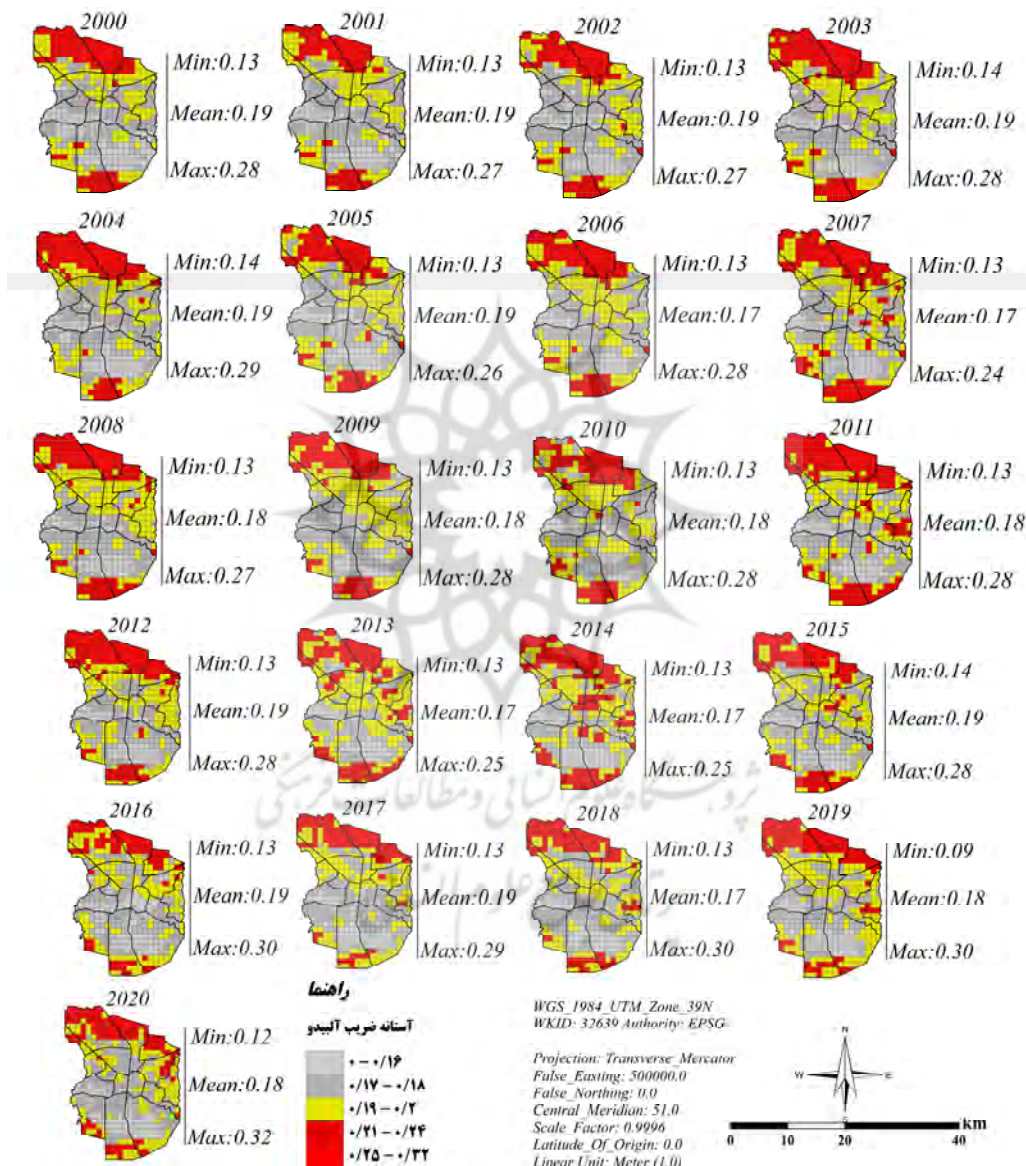 2000
Min:0.13
Mean:0.19
Max:0.28
2001
Min:0.13
Mean:0.19
Max:0.27
2002
Min:0.13
Mean:0.19
Max:0.27
2003
Min:0.14
Mean:0.19
Max:0.28
2004
Min:0.14
Mean:0.19
Max:0.29
2005
Min:0.13
Mean:0.19
Max:0.26
2006
Min:0.13
Mean:0.17
Max:0.28
2007
Min:0.13
Mean:0.17
Max:0.24
2008
Min:0.13
Mean:0.18
Max:0.27
2009
Min:0.13
Mean:0.18
Max:0.28
2010
Min:0.13
Mean:0.18
Max:0.28
2011
Min:0.13
Mean:0.18
Max:0.28
2012
Min:0.13
Mean:0.19
Max:0.28
2013
Min:0.13
Mean:0.17
Max:0.25
2014
Min:0.13
Mean:0.17
Max:0.25
2015
Min:0.14
Mean:0.19
Max:0.28
پژوهشگاه علوم انسانی و مطالعات فرهنگی
2016
Min:0.13
Mean:0.19
Max:0.30
2017
Min:0.13
Mean:0.19
Max:0.29
2018
Min:0.13
Mean:0.17
Max:0.30
2019
Min:0.09
Mean:0.18
Max:0.30
2020
Min:0.12
Mean:0.18
Max:0.32
راهنما
آستانه ضریب آلبیدو
۰ – ۰/۱۶
۰/۱۷ – ۰/۱۸
۰/۱۹ – ۰/۲
۰/۲۱ – ۰/۲۴
۰/۲۵ – ۰/۳۲
WGS_1984_UTM_Zone_39N
WKID: 32639 Authority: EPSG
Projection: Transverse_Mercator
False_Easting: 500000.0
False_Northing: 0.0
Central_Meridian: 51.0
Scale_Factor: 0.9996
Latitude_Of_Origin: 0.0
Linear Unit: Meter (1.0)
N
W E
S
km
0 10 20 40